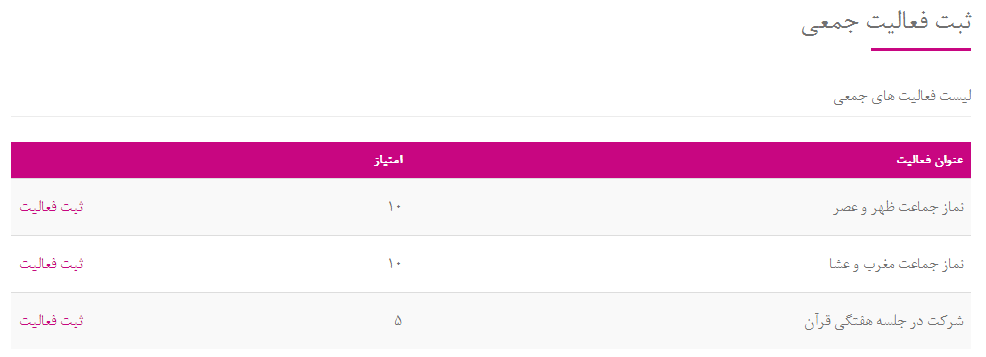 ثبت فعالیت جمعی
لیست فعالیت های جمعی
عنوان فعالیت امتیاز
نماز جماعت ظهر و عصر ۱۰ ثبت فعالیت
نماز جماعت مغرب و عشا ۱۰ ثبت فعالیت
شرکت در جلسه هفتگی قرآن ۵ ثبت فعالیت